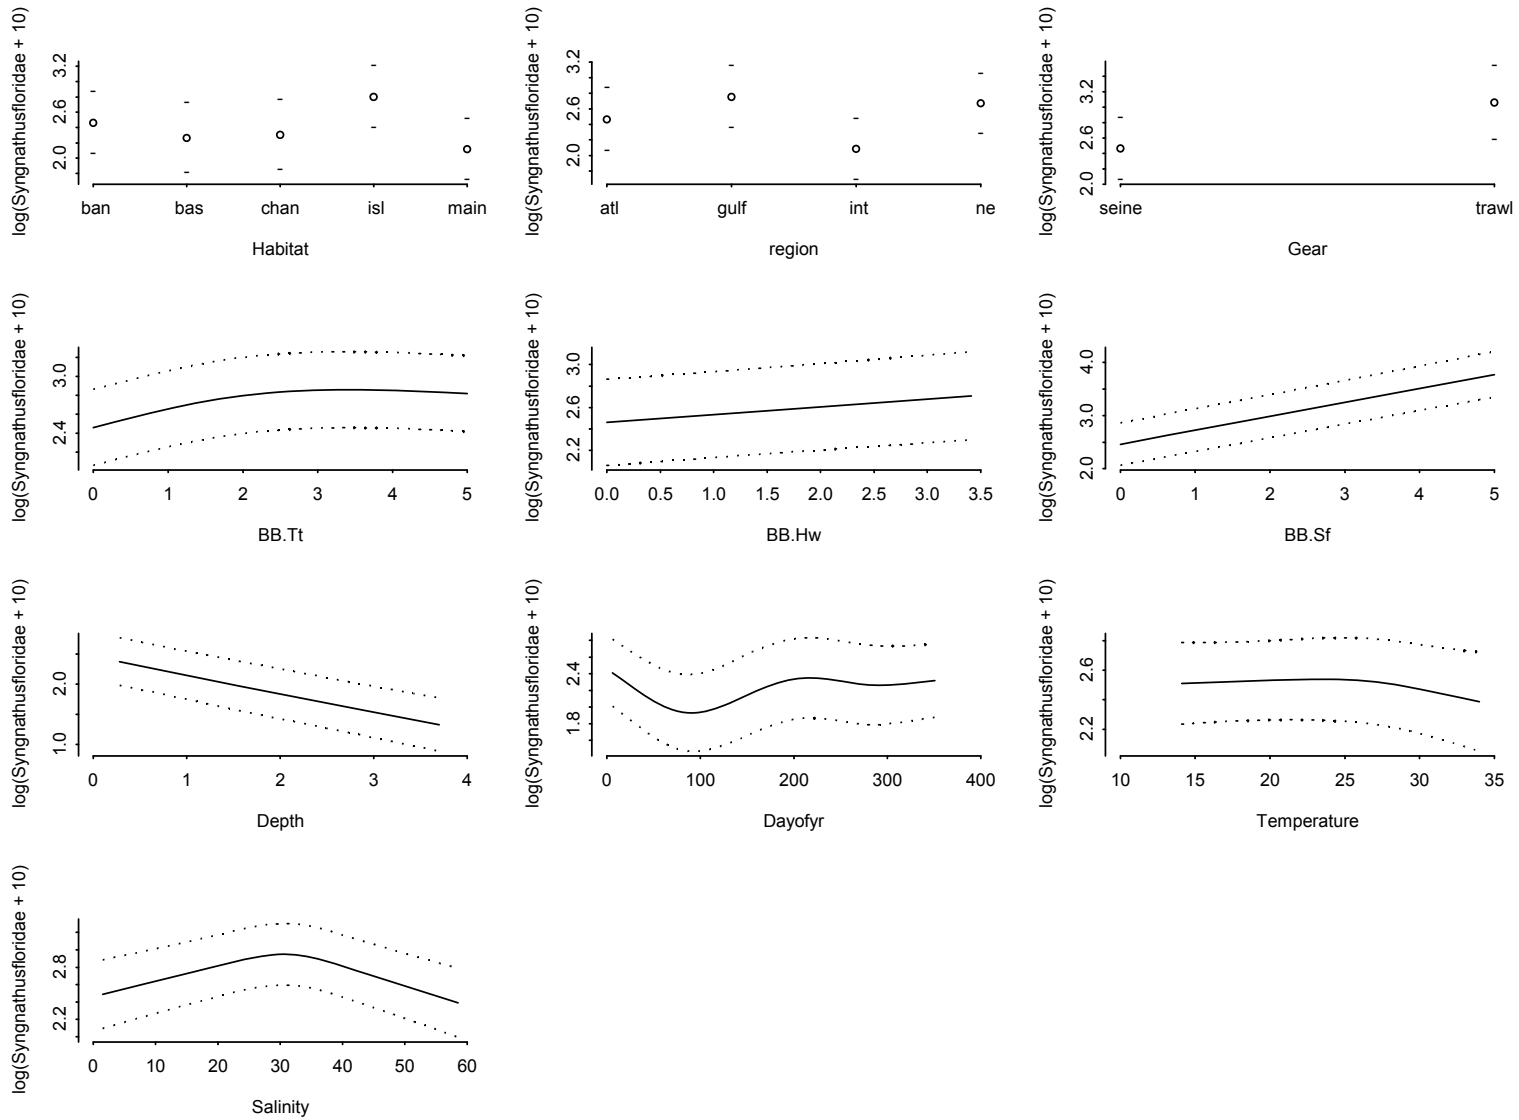 log(Syngnathusfloridae + 10)
3.2
2.6
2.0
ban bas chan isl main
Habitat
log(Syngnathusfloridae + 10)
3.2
2.6
2.0
atl gulf int ne
region
log(Syngnathusfloridae + 10)
3.2
2.6
2.0
seine trawl
Gear
log(Syngnathusfloridae + 10)
3.0
2.4
0 1 2 3 4 5
BB.Tt
log(Syngnathusfloridae + 10)
3.0
2.6
2.2
0.0 0.5 1.0 1.5 2.0 2.5 3.0 3.5
BB.Hw
log(Syngnathusfloridae + 10)
4.0
3.0
2.0
0 1 2 3 4 5
BB.Sf
log(Syngnathusfloridae + 10)
2.0
1.0
0 1 2 3 4
Depth
log(Syngnathusfloridae + 10)
2.4
1.8
0 100 200 300 400
Dayofyr
log(Syngnathusfloridae + 10)
2.6
2.2
10 15 20 25 30 35
Temperature
log(Syngnathusfloridae + 10)
2.8
2.2
0 10 20 30 40 50 60
Salinity